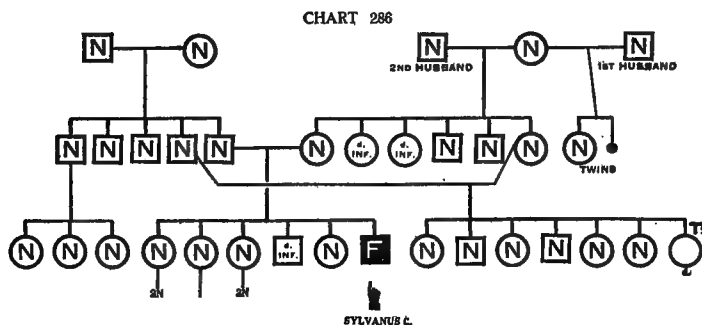 CHART 286
N N N N N
2ND HUSBAND 1ST HUSBAND
N N N N N N d. INF. d. INF. N N N N
TWINS
N N N N N N d. INF. N F N N N N N N
2N 1 2N
SYLVANUS C.